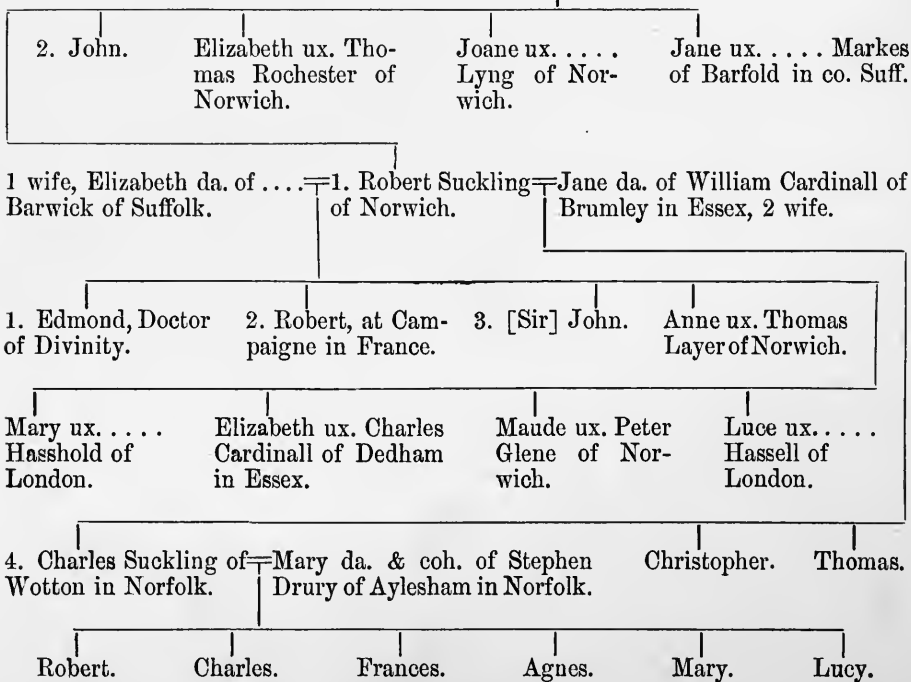 2. John.
Elizabeth ux. Tho-
mas Rochester of
Norwich.
Joane ux. . . . .
Lyng of Nor-
wich.
Jane ux. . . . . Markes
of Barfold in co. Suff.
1 wife, Elizabeth da. of . . . .
Barwick of Suffolk.
1. Robert Suckling
of Norwich.
Jane da. of William Cardinall of
Brumley in Essex, 2 wife.
1. Edmond, Doctor
of Divinity.
2. Robert, at Cam-
paigne in France.
3. [Sir] John.
Anne ux. Thomas
Layer of Norwich.
Mary ux. . . . .
Hasshold of
London.
Elizabeth ux. Charles
Cardinall of Dedham
in Essex.
Maude ux. Peter
Glene of Nor-
wich.
Luce ux. . . . .
Hassell of
London.
4. Charles Suckling of
Wotton in Norfolk.
Mary da. & coh. of Stephen
Drury of Aylesham in Norfolk.
Christopher.
Thomas.
Robert.
Charles.
Frances.
Agnes.
Mary.
Lucy.